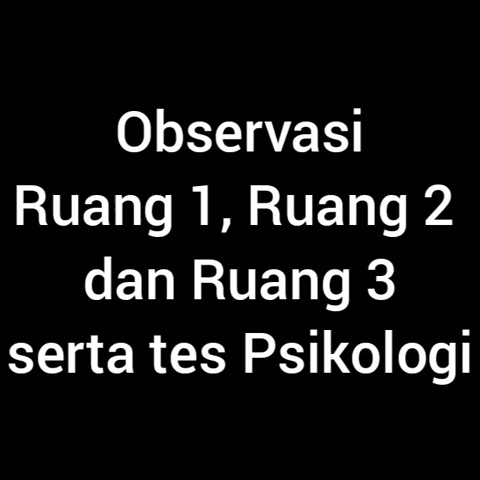 Observasi
Ruang 1, Ruang 2
dan Ruang 3
serta tes Psikologi